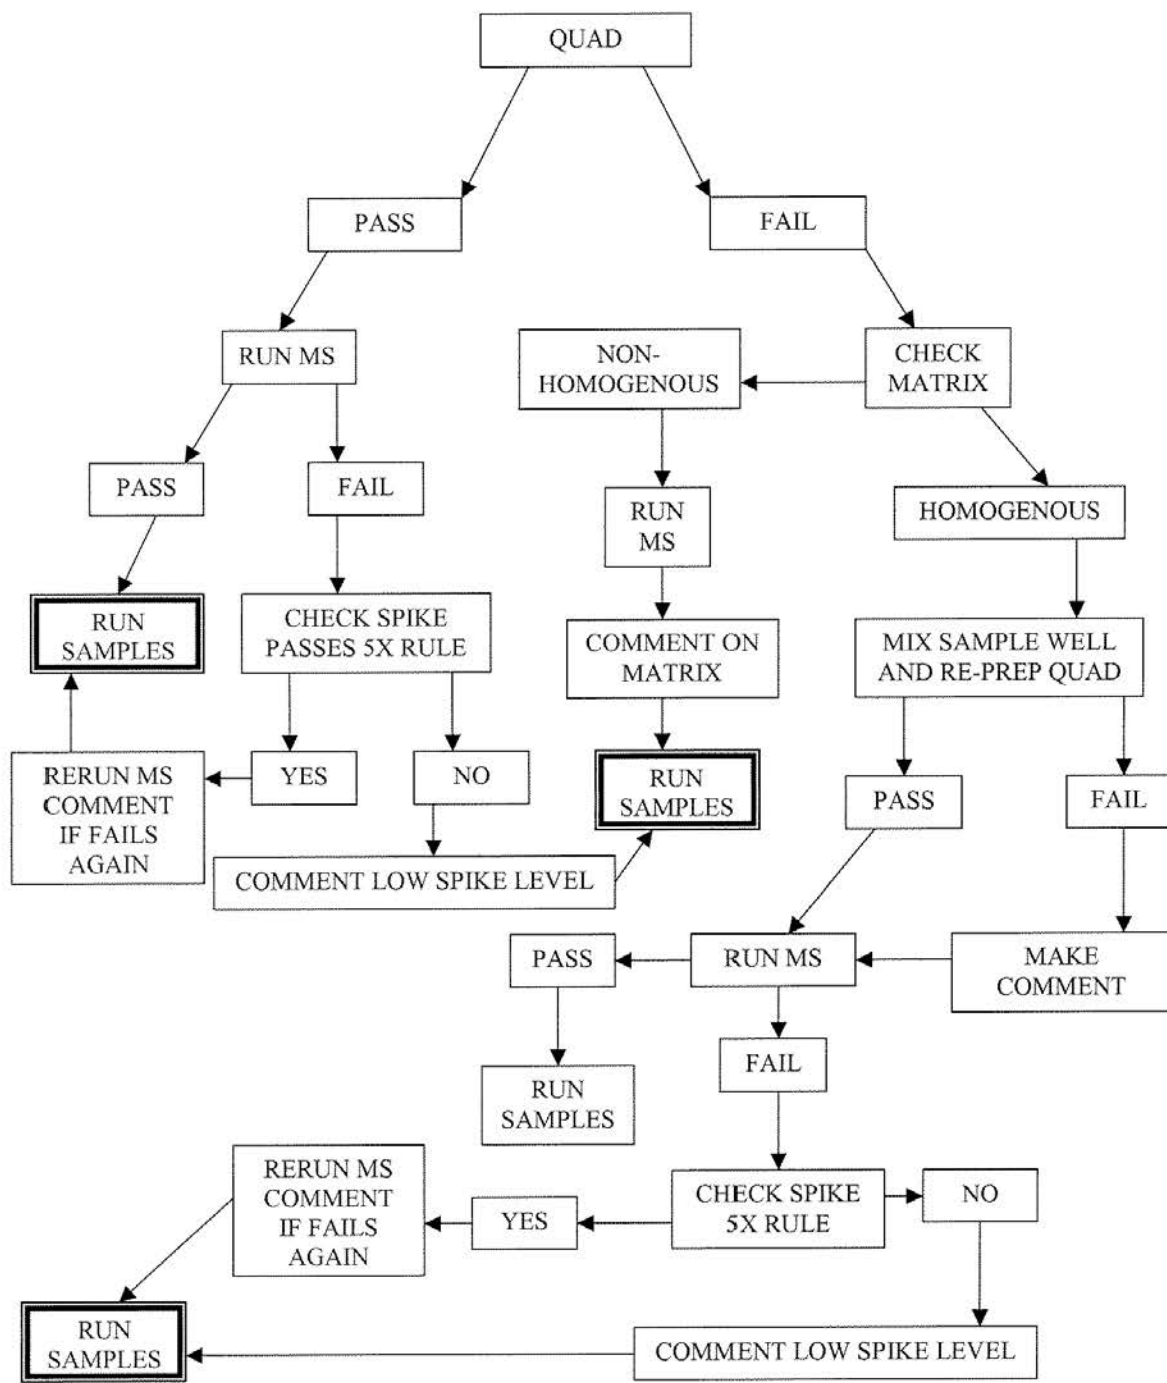 QUAD
PASS
FAIL
RUN MS
NON-
HOMOGENOUS
CHECK
MATRIX
PASS
FAIL
RUN
MS
HOMOGENOUS
RUN
SAMPLES
CHECK SPIKE
PASSES 5X RULE
COMMENT ON
MATRIX
MIX SAMPLE WELL
AND RE-PREP QUAD
RERUN MS
COMMENT
IF FAILS
AGAIN
YES
NO
RUN
SAMPLES
PASS
FAIL
COMMENT LOW SPIKE LEVEL
PASS
RUN MS
MAKE
COMMENT
FAIL
RUN
SAMPLES
RERUN MS
COMMENT
IF FAILS
AGAIN
YES
CHECK SPIKE
5X RULE
NO
RUN
SAMPLES
COMMENT LOW SPIKE LEVEL